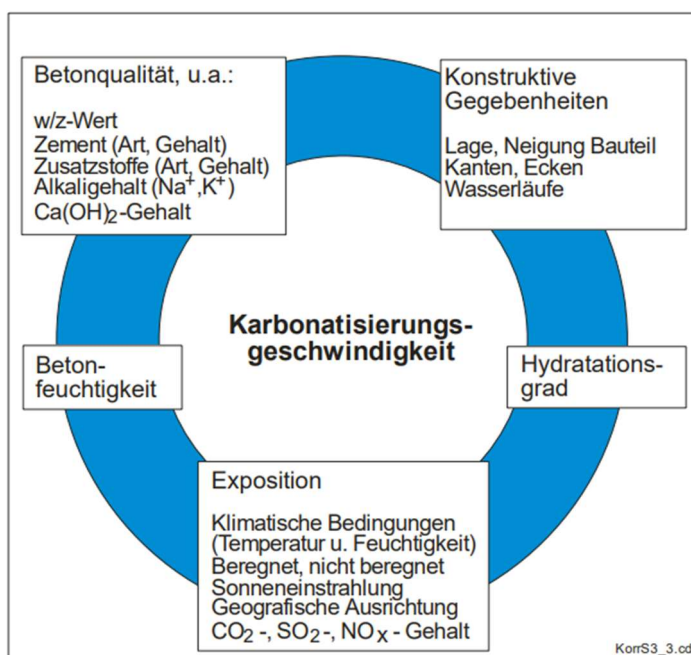 Betonqualität, u.a.:
w/z-Wert
Zement (Art, Gehalt)
Zusatzstoffe (Art, Gehalt)
Alkaligehalt (Na⁺,K⁺)
Ca(OH)₂-Gehalt
Konstruktive
Gegebenheiten
Lage, Neigung Bauteil
Kanten, Ecken
Wasserläufe
Karbonatisierungs-
geschwindigkeit
Beton-
feuchtigkeit
Hydratations-
grad
Exposition
Klimatische Bedingungen
(Temperatur u. Feuchtigkeit)
Beregnet, nicht beregnet
Sonneneinstrahlung
Geografische Ausrichtung
CO₂ -, SO₂-, NOₓ - Gehalt
KorrS3_3.cd